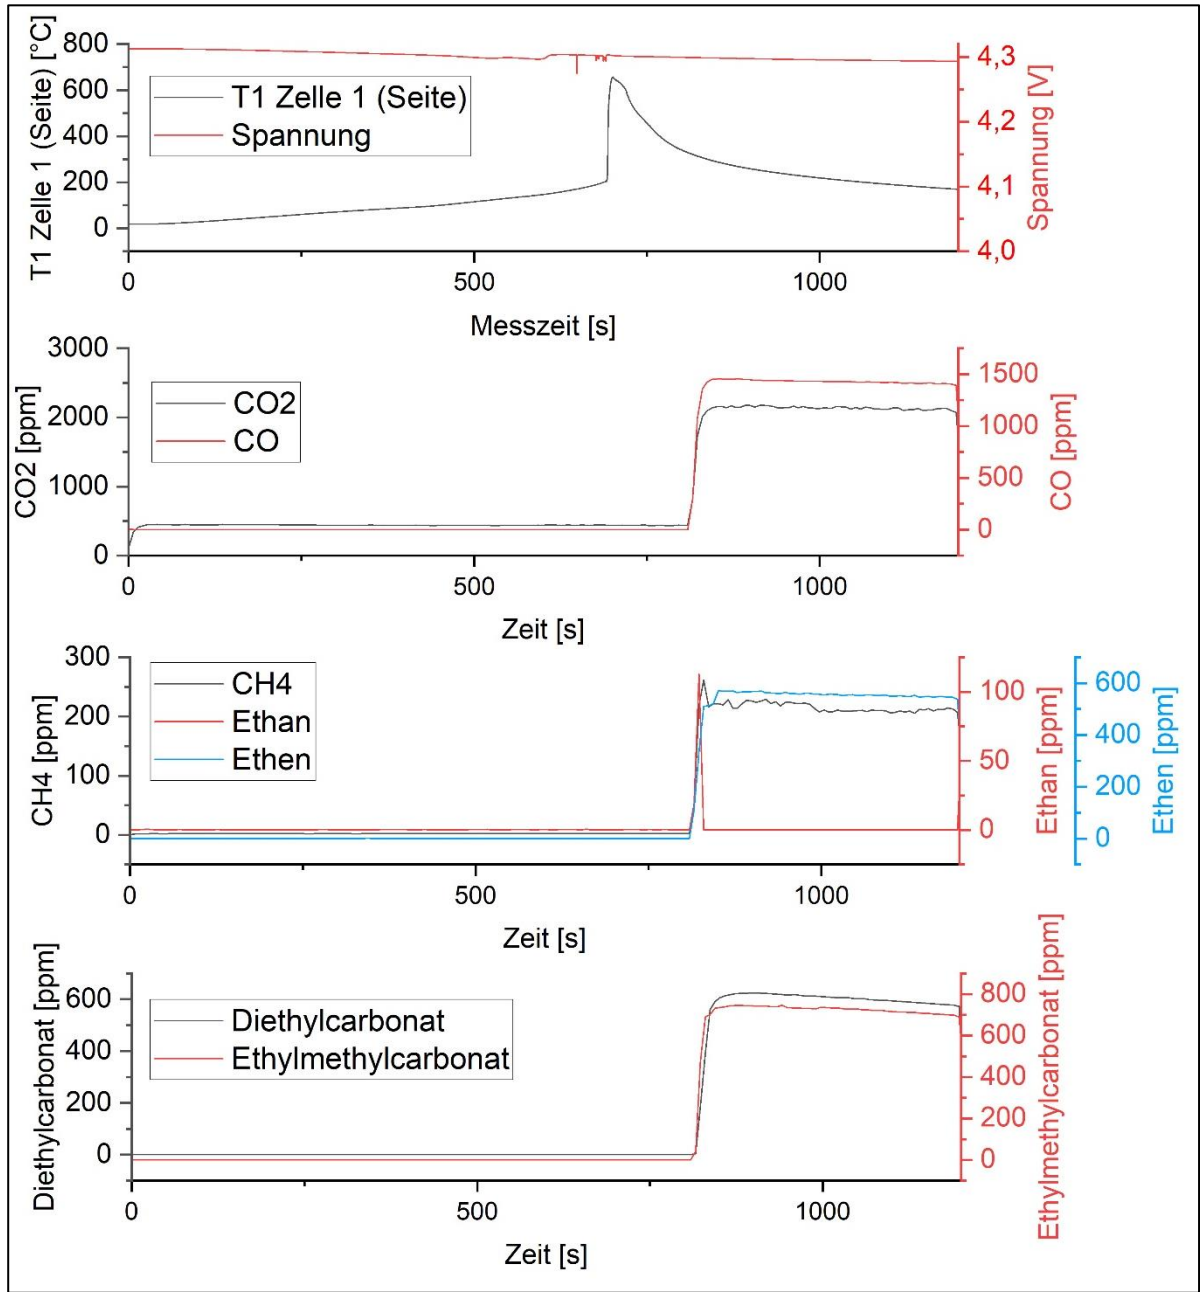 T1 Zelle 1 (Seite) [°C]
800
600
400
200
0
T1 Zelle 1 (Seite)
Spannung
4,3
4,2
4,1
4,0
Spannung [V]
0
500
1000
Messzeit [s]
CO2 [ppm]
3000
2000
1000
0
CO2
CO
1500
1000
500
0
CO [ppm]
0
500
1000
Zeit [s]
CH4 [ppm]
300
200
100
0
CH4
Ethan
Ethen
100
50
0
Ethan [ppm]
600
400
200
0
Ethen [ppm]
0
500
1000
Zeit [s]
Diethylcarbonat [ppm]
600
400
200
0
Diethylcarbonat
Ethylmethylcarbonat
800
600
400
200
0
Ethylmethylcarbonat [ppm]
0
500
1000
Zeit [s]